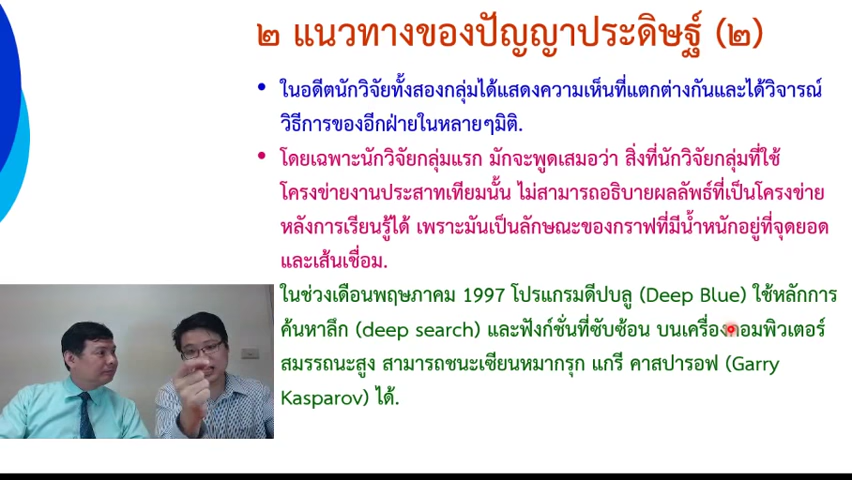 ๒ แนวทางของปัญญาประดิษฐ์ (๒)
• ในอดีตนักวิจัยทั้งสองกลุ่มได้แสดงความเห็นที่แตกต่างกันและได้วิจารณ์
วิธีการของอีกฝ่ายในหลายๆมิติ.
• โดยเฉพาะนักวิจัยกลุ่มแรก มักจะพูดเสมอว่า สิ่งที่นักวิจัยกลุ่มที่ใช้
โครงข่ายงานประสาทเทียมนั้น ไม่สามารถอธิบายผลลัพธ์ที่เป็นโครงข่าย
หลังการเรียนรู้ได้ เพราะมันเป็นลักษณะของกราฟที่มีน้ำหนักอยู่ที่จุดยอด
และเส้นเชื่อม.
ในช่วงเดือนพฤษภาคม 1997 โปรแกรมดีปบลู (Deep Blue) ใช้หลักการ
ค้นหาลึก (deep search) และฟังก์ชั่นที่ซับซ้อน บนเครื่องคอมพิวเตอร์
สมรรถนะสูง สามารถชนะเซียนหมากรุก แกรี คาสปารอฟ (Garry
Kasparov) ได้.